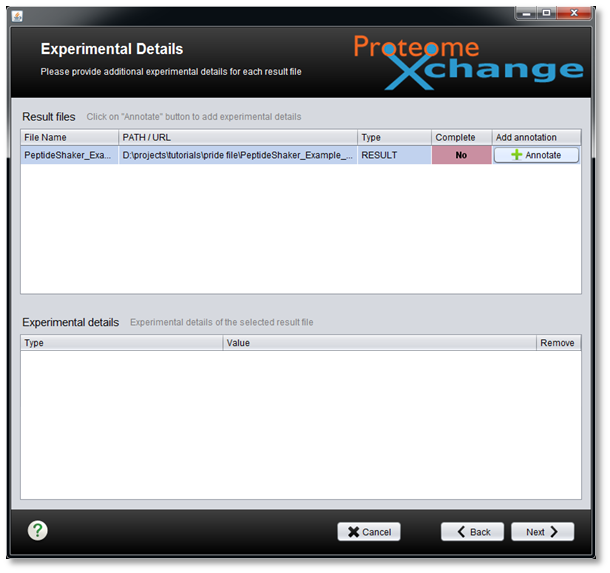 Experimental Details
Please provide additional experimental details for each result file
Proteome
Xchange
Result files Click on "Annotate" button to add experimental details
File Name PATH / URL Type Complete Add annotation
PeptideShaker_Exa... D:\projects\tutorials\pride file\PeptideShaker_Example_... RESULT No Annotate
Experimental details Experimental details of the selected result file
Type Value Remove
? Cancel Back Next